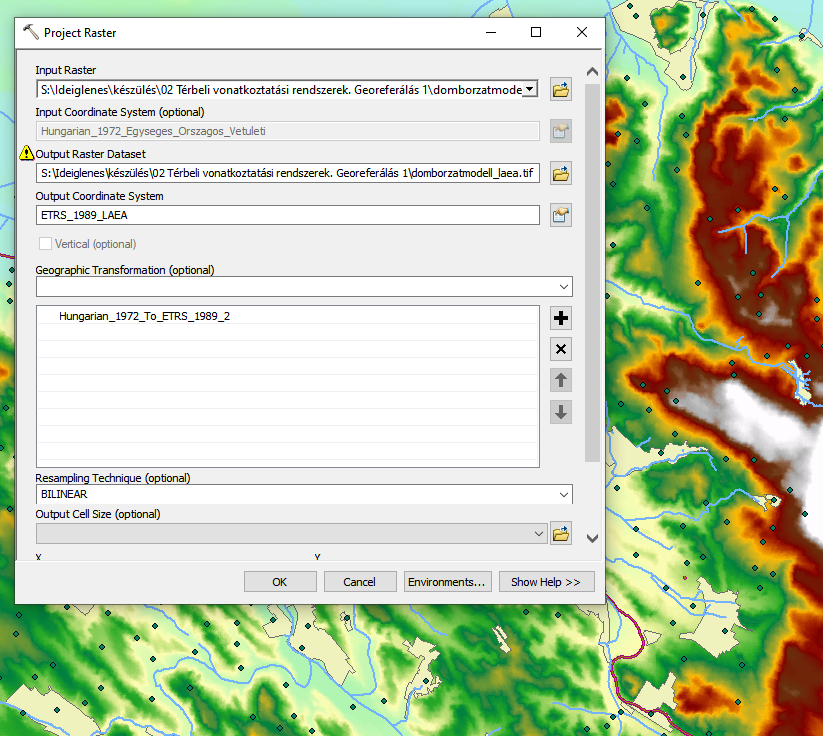 Project Raster
Input Raster
S:\Ideiglenes\készülés\02 Térbeli vonatkoztatási rendszerek. Georeferálás 1\domborzatmode
Input Coordinate System (optional)
Hungarian_1972_Egyseges_Orszagos_Vetuleti
Output Raster Dataset
S:\Ideiglenes\készülés\02 Térbeli vonatkoztatási rendszerek. Georeferálás 1\domborzatmodell_laea.tif
Output Coordinate System
ETRS_1989_LAEA
Vertical (optional)
Geographic Transformation (optional)
Hungarian_1972_To_ETRS_1989_2
Resampling Technique (optional)
BILINEAR
Output Cell Size (optional)
X Y
OK Cancel Environments... Show Help >>